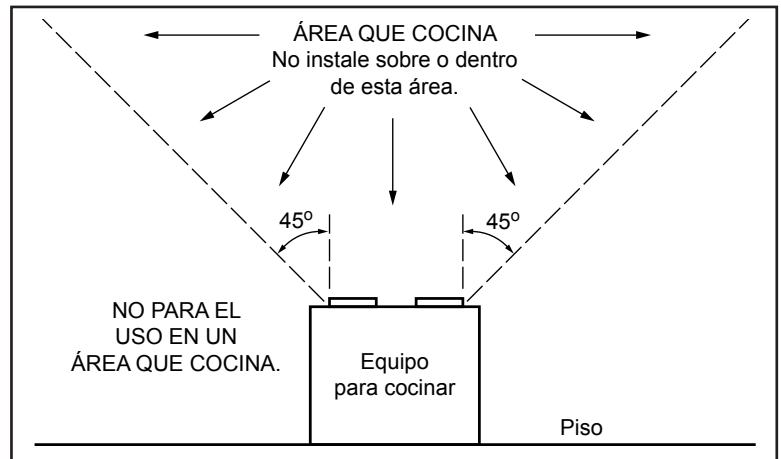 ÁREA QUE COCINA
No instale sobre o dentro
de esta área.
45º
45º
NO PARA EL
USO EN UN
ÁREA QUE COCINA.
Equipo
para cocinar
Piso